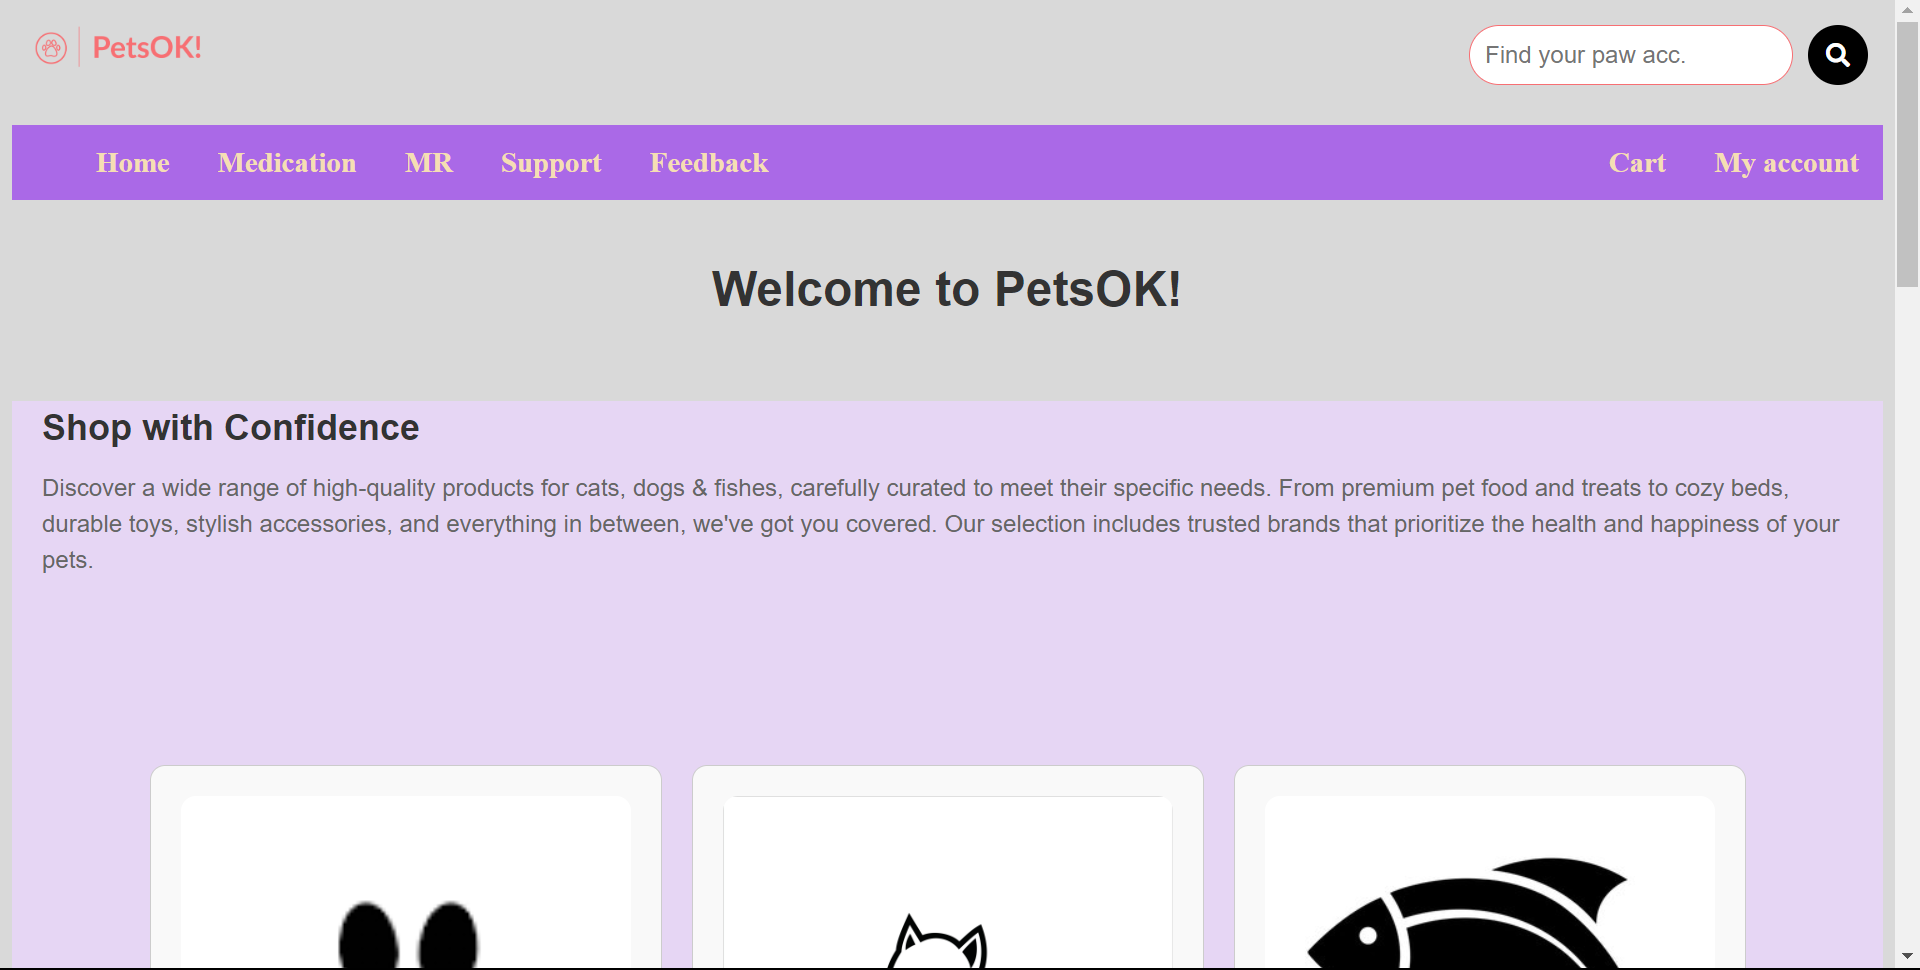 PetsOK!
Find your paw acc.
Home Medication MR Support Feedback Cart My account
Welcome to PetsOK!
Shop with Confidence
Discover a wide range of high-quality products for cats, dogs & fishes, carefully curated to meet their specific needs. From premium pet food and treats to cozy beds,
durable toys, stylish accessories, and everything in between, we've got you covered. Our selection includes trusted brands that prioritize the health and happiness of your
pets.